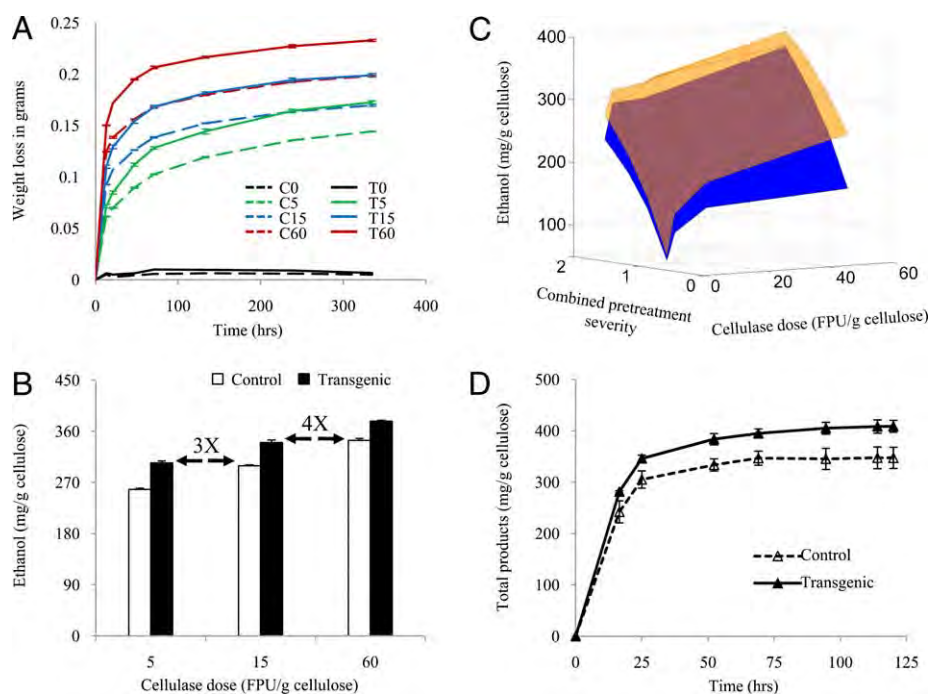 A
0.25
0.2
0.15
0.1
0.05
0
Weight loss in grams
C0 T0
C5 T5
C15 T15
C60 T60
0 100 200 300 400
Time (hrs)
C
400
300
200
100
Ethanol (mg/g cellulose)
2 1 0
0 20 40 60
Combined pretreatment
severity
Cellulase dose (FPU/g cellulose)
B
450
360
270
180
90
0
Ethanol (mg/g cellulose)
Control Transgenic
3X 4X
5 15 60
Cellulase dose (FPU/g cellulose)
D
500
400
300
200
100
0
Total products (mg/g cellulose)
Control
Transgenic
0 25 50 75 100 125
Time (hrs)